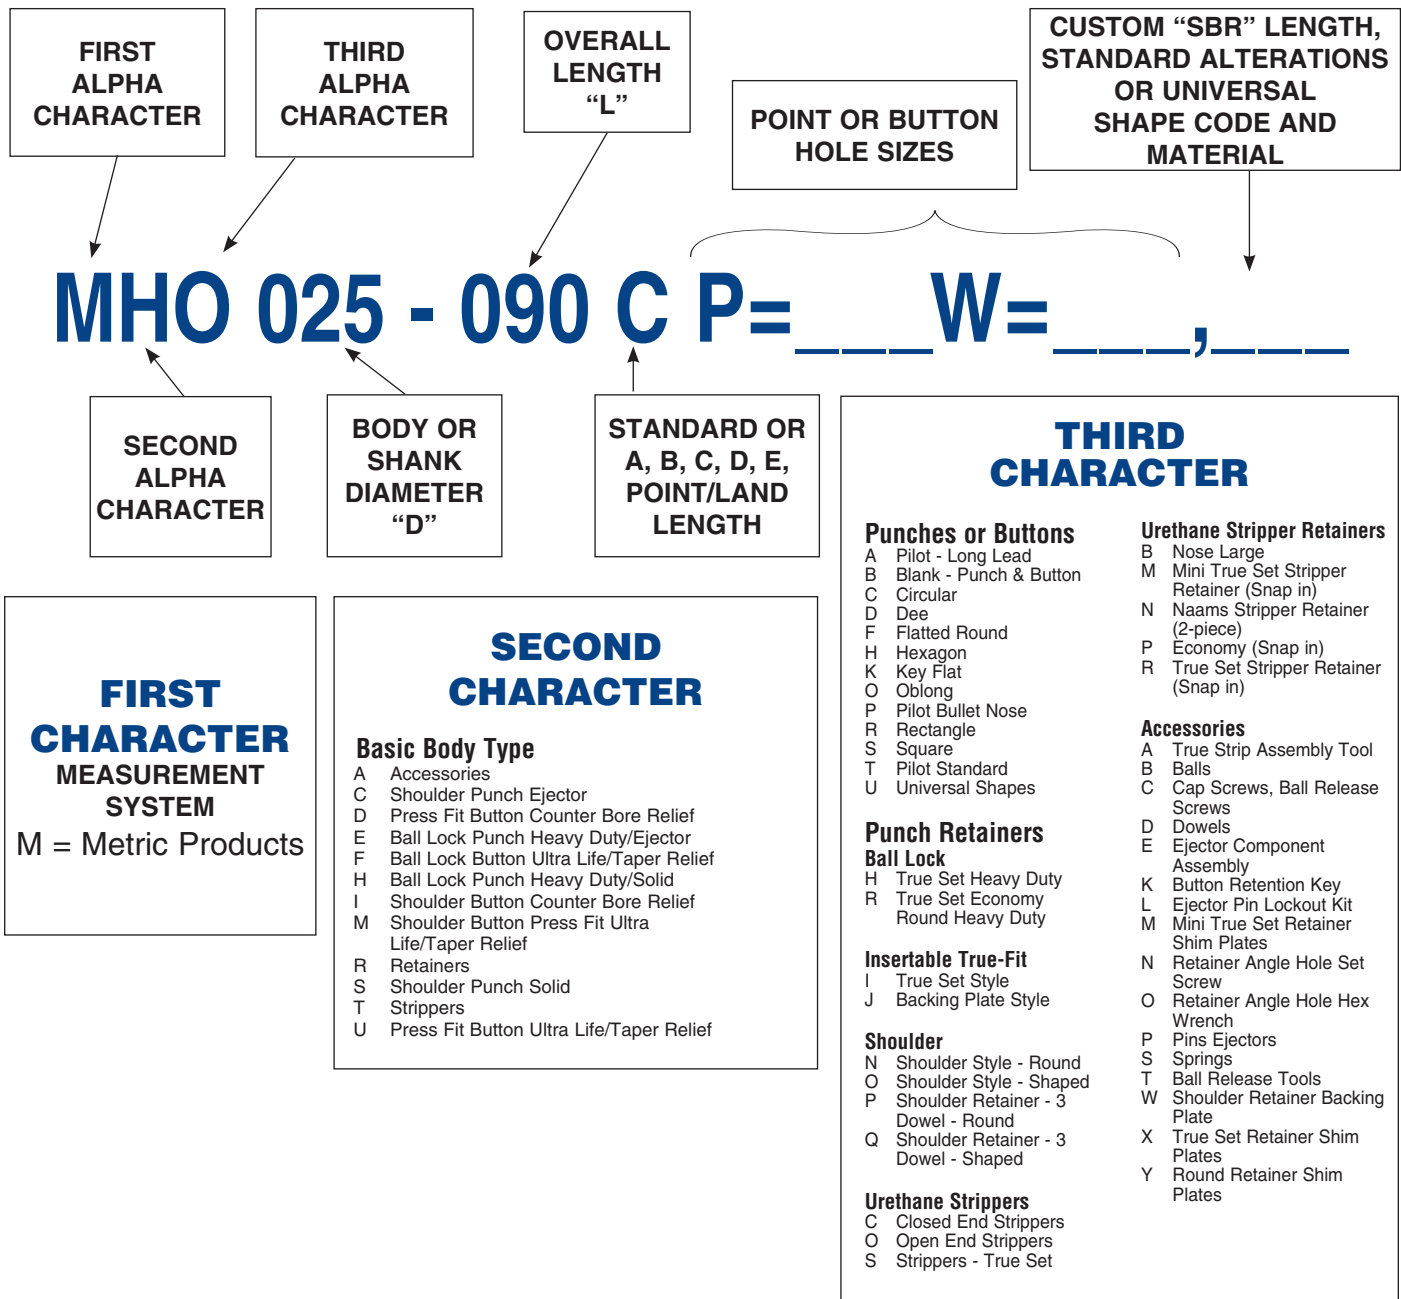 FIRST
ALPHA
CHARACTER
THIRD
ALPHA
CHARACTER
OVERALL
LENGTH
“L”
POINT OR BUTTON
HOLE SIZES
CUSTOM “SBR” LENGTH,
STANDARD ALTERATIONS
OR UNIVERSAL
SHAPE CODE AND
MATERIAL
MHO 025 - 090 C P=___W=___,___
SECOND
ALPHA
CHARACTER
BODY OR
SHANK
DIAMETER
“D”
STANDARD OR
A, B, C, D, E,
POINT/LAND
LENGTH
FIRST
CHARACTER
MEASUREMENT
SYSTEM
M = Metric Products
SECOND
CHARACTER
Basic Body Type
A Accessories
C Shoulder Punch Ejector
D Press Fit Button Counter Bore Relief
E Ball Lock Punch Heavy Duty/Ejector
F Ball Lock Button Ultra Life/Taper Relief
H Ball Lock Punch Heavy Duty/Solid
I Shoulder Button Counter Bore Relief
M Shoulder Button Press Fit Ultra
Life/Taper Relief
R Retainers
S Shoulder Punch Solid
T Strippers
U Press Fit Button Ultra Life/Taper Relief
THIRD
CHARACTER
Punches or Buttons
A Pilot - Long Lead
B Blank - Punch & Button
C Circular
D Dee
F Flatted Round
H Hexagon
K Key Flat
O Oblong
P Pilot Bullet Nose
R Rectangle
S Square
T Pilot Standard
U Universal Shapes
Punch Retainers
Ball Lock
H True Set Heavy Duty
R True Set Economy
Round Heavy Duty
Insertable True-Fit
I True Set Style
J Backing Plate Style
Shoulder
N Shoulder Style - Round
O Shoulder Style - Shaped
P Shoulder Retainer - 3
Dowel - Round
Q Shoulder Retainer - 3
Dowel - Shaped
Urethane Strippers
C Closed End Strippers
O Open End Strippers
S Strippers - True Set
Urethane Stripper Retainers
B Nose Large
M Mini True Set Stripper
Retainer (Snap in)
N Naams Stripper Retainer
(2-piece)
P Economy (Snap in)
R True Set Stripper Retainer
(Snap in)
Accessories
A True Strip Assembly Tool
B Balls
C Cap Screws, Ball Release
Screws
D Dowels
E Ejector Component
Assembly
K Button Retention Key
L Ejector Pin Lockout Kit
M Mini True Set Retainer
Shim Plates
N Retainer Angle Hole Set
Screw
O Retainer Angle Hole Hex
Wrench
P Pins Ejectors
S Springs
T Ball Release Tools
W Shoulder Retainer Backing
Plate
X True Set Retainer Shim
Plates
Y Round Retainer Shim
Plates